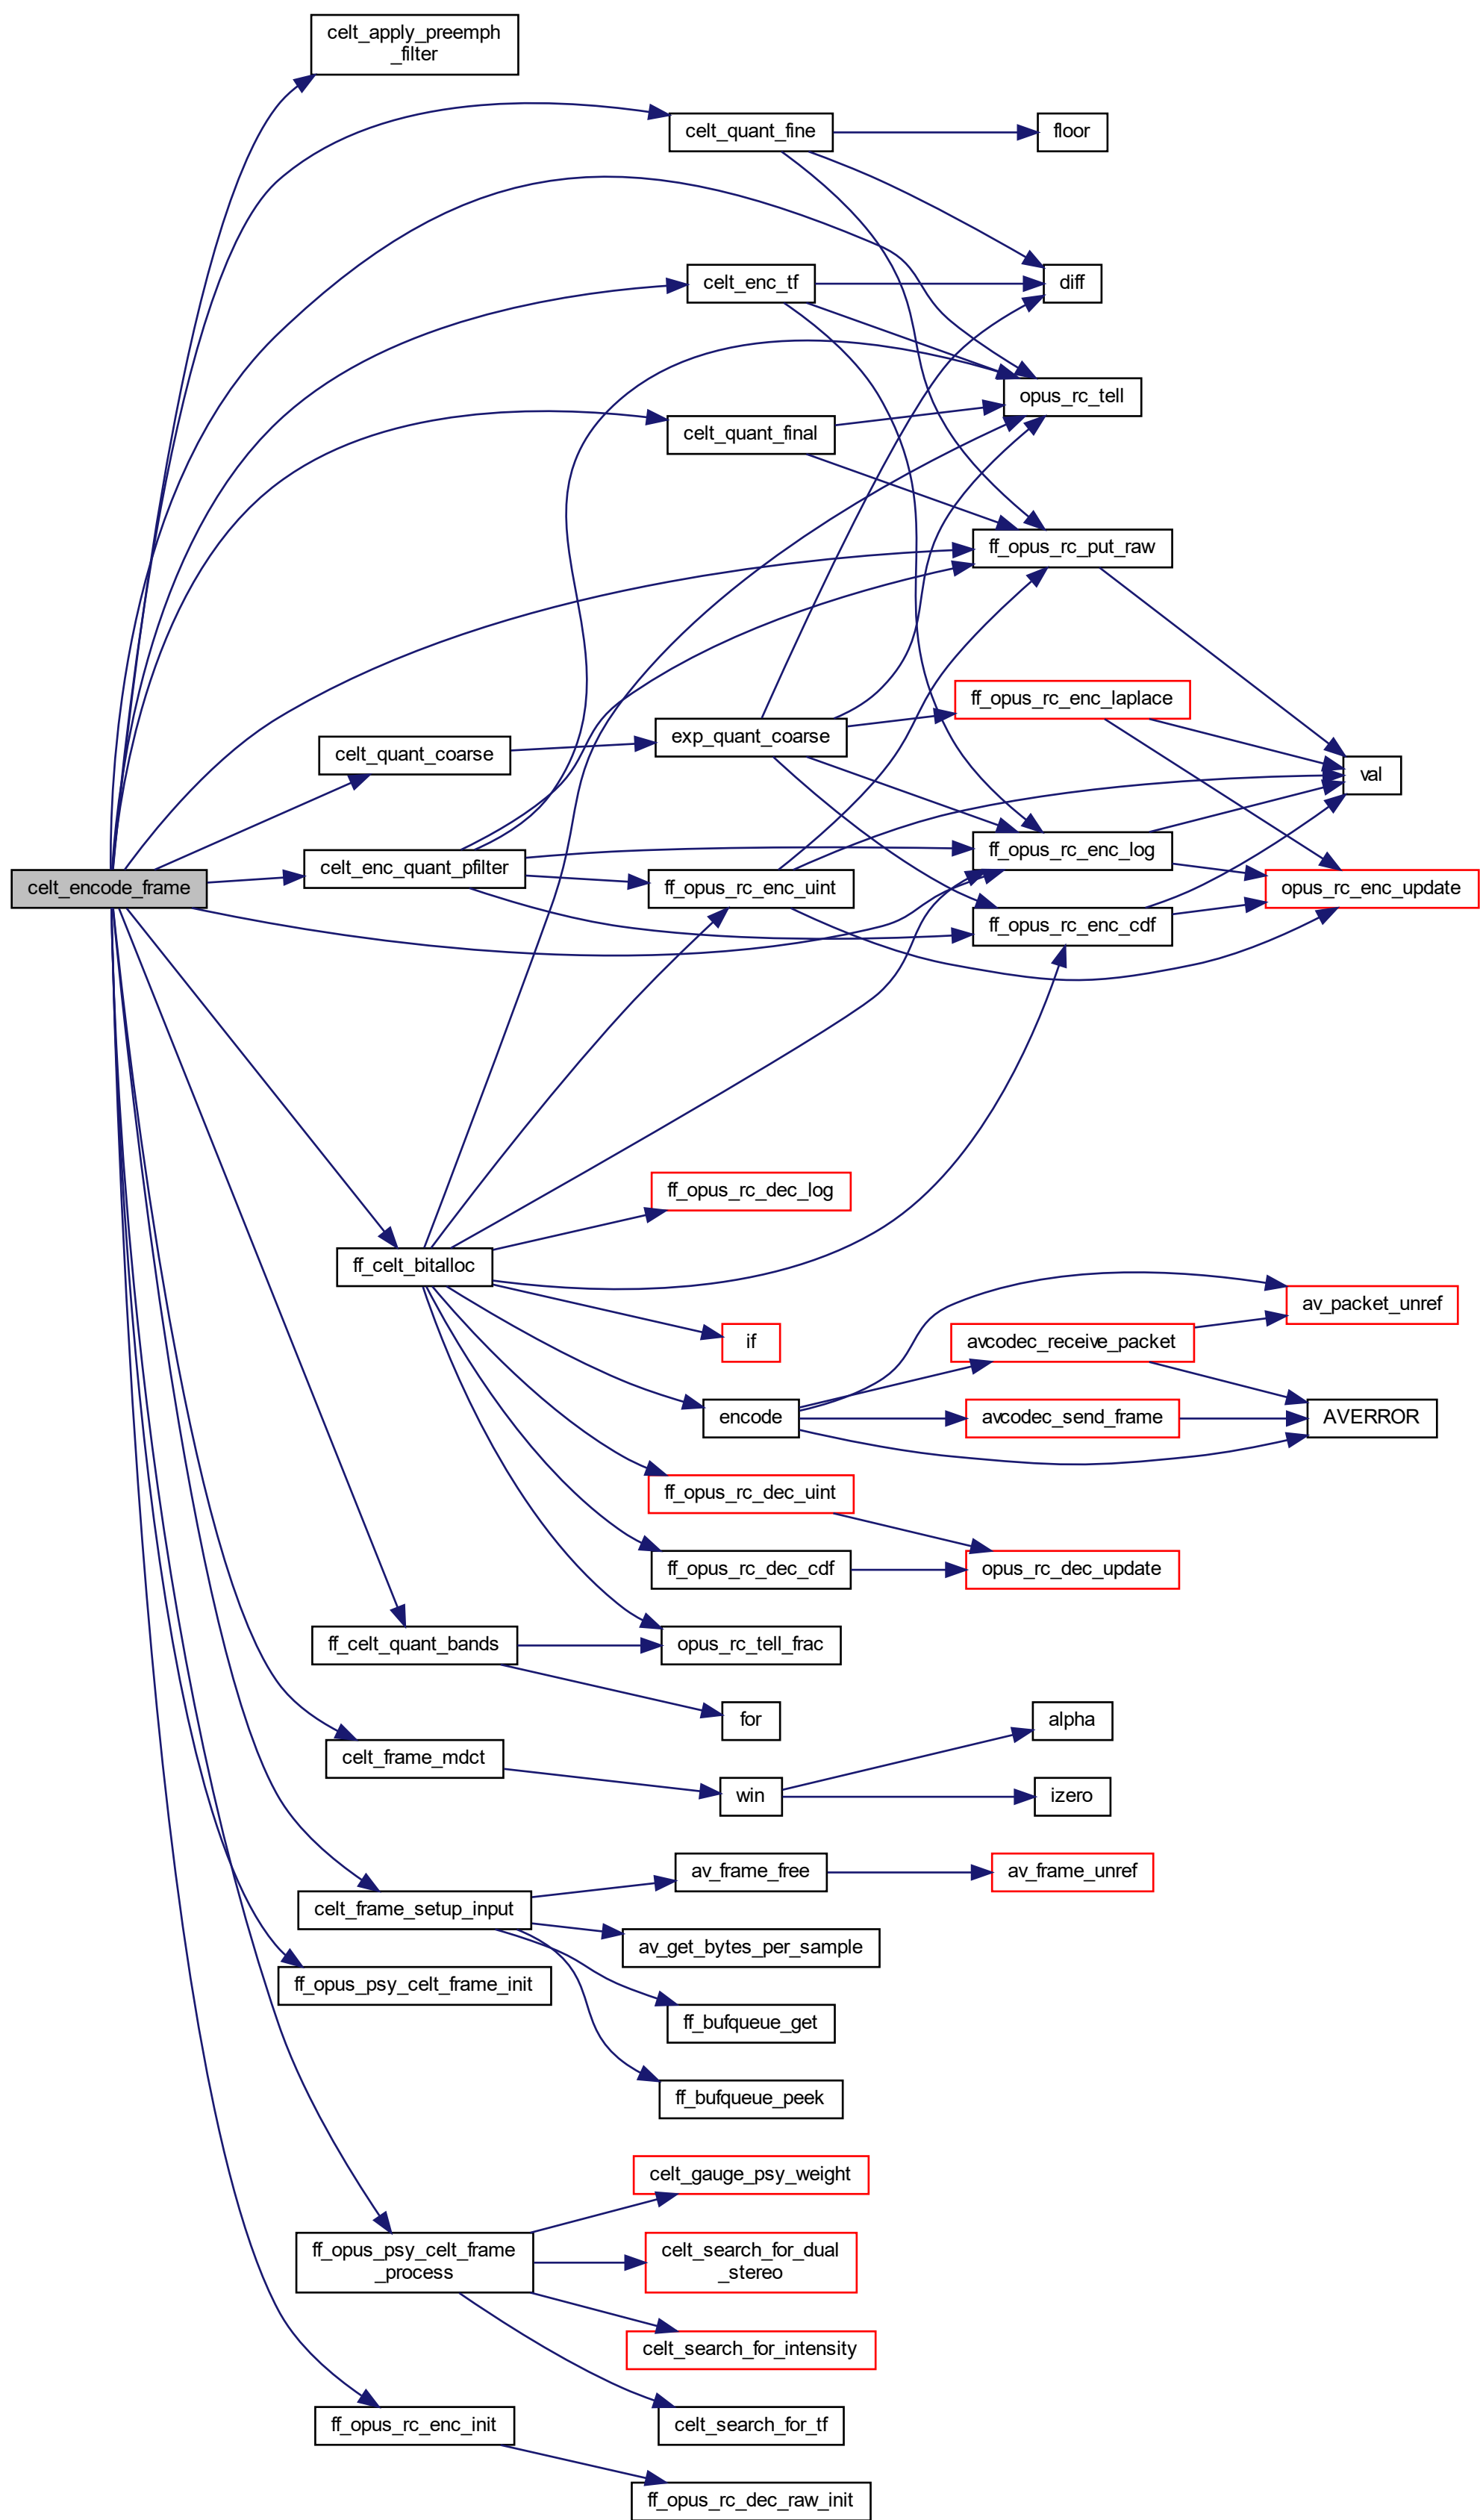 celt_apply_preemph
_filter
celt_quant_fine
floor
celt_enc_tf
diff
opus_rc_tell
celt_quant_final
ff_opus_rc_put_raw
ff_opus_rc_enc_laplace
exp_quant_coarse
celt_quant_coarse
val
ff_opus_rc_enc_log
celt_enc_quant_pfilter
celt_encode_frame
ff_opus_rc_enc_uint
opus_rc_enc_update
ff_opus_rc_enc_cdf
ff_opus_rc_dec_log
ff_celt_bitalloc
av_packet_unref
if
avcodec_receive_packet
encode
avcodec_send_frame
AVERROR
ff_opus_rc_dec_uint
ff_opus_rc_dec_cdf
opus_rc_dec_update
ff_celt_quant_bands
opus_rc_tell_frac
for
alpha
celt_frame_mdct
win
izero
av_frame_free
av_frame_unref
celt_frame_setup_input
av_get_bytes_per_sample
ff_opus_psy_celt_frame_init
ff_bufqueue_get
ff_bufqueue_peek
celt_gauge_psy_weight
ff_opus_psy_celt_frame
_process
celt_search_for_dual
_stereo
celt_search_for_intensity
ff_opus_rc_enc_init
celt_search_for_tf
ff_opus_rc_dec_raw_init